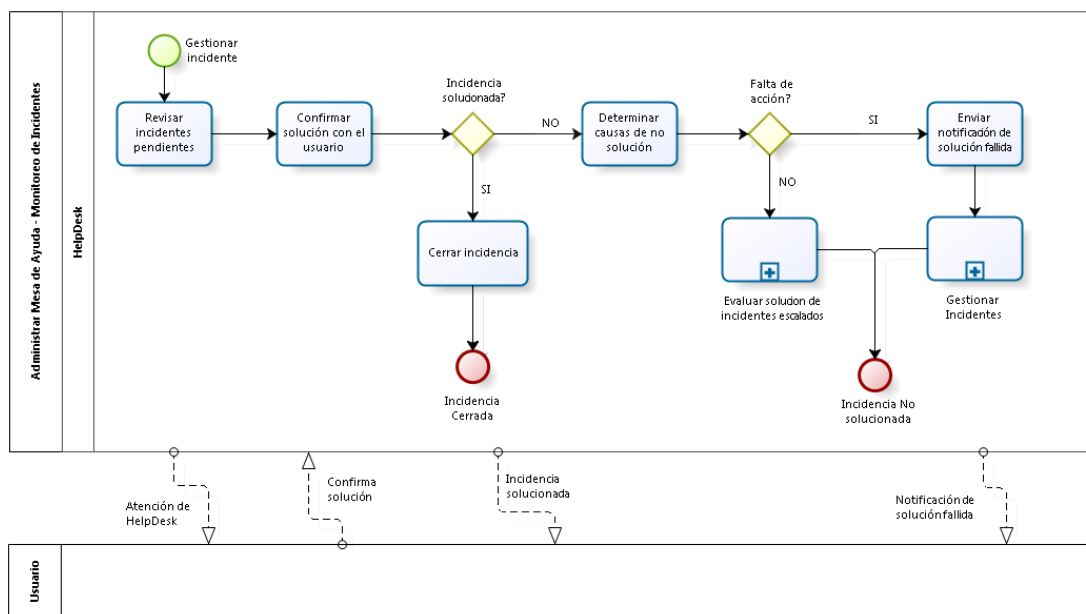 Administrar Mesa de Ayuda - Monitoreo de Incidentes
HelpDesk
Gestionar
incidente
Revisar
incidentes
pendientes
Confirmar
solución con el
usuario
Incidencia
solucionada?
NO
SI
Determinar
causas de no
solución
Falta de
acción?
SI
NO
Enviar
notificación de
solución fallida
Cerrar incidencia
Evaluar solucion de
incidentes escalados
Gestionar
Incidentes
Incidencia
Cerrada
Incidencia No
solucionada
Atención de
HelpDesk
Confirma
solución
Incidencia
solucionada
Notificación de
solución fallida
Usuario